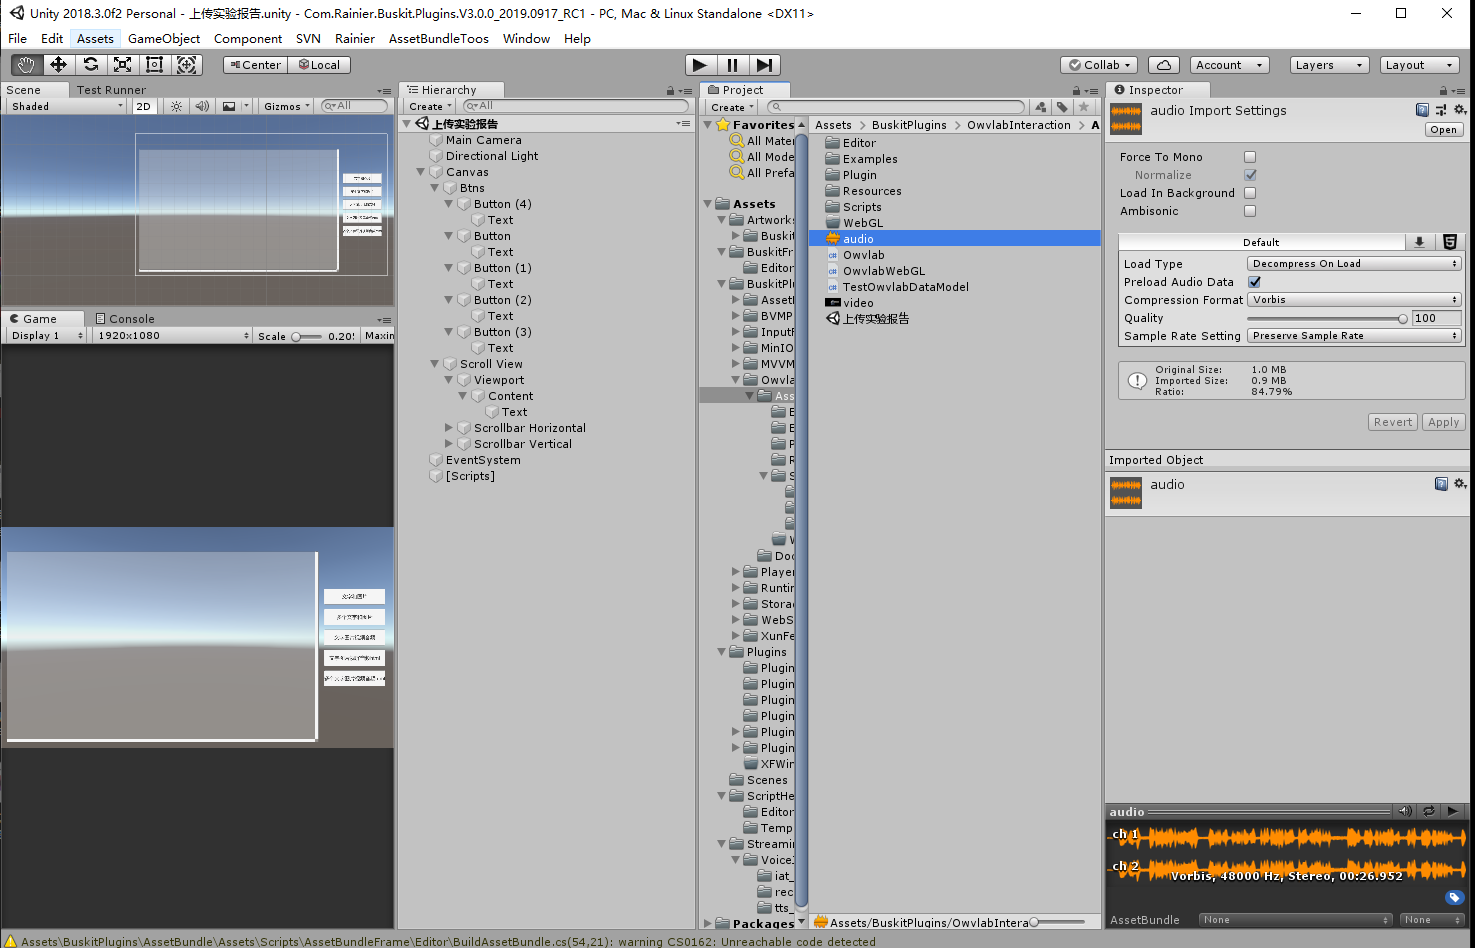 Unity 2018.3.0f2 Personal - 上传实验报告.unity - Com.Rainier.Buskit.Plugins.V3.0.0_2019.0917_RC1 - PC, Mac & Linux Standalone <DX11>
File Edit Assets GameObject Component SVN Rainier AssetBundleToos Window Help
Center Local Collab Account Layers Layout
Scene Test Runner
Shaded 2D Gizmos All
Game Console
Display 1 1920x1080 Scale 0.20 Maxin
Hierarchy
Create All
上传实验报告
Main Camera
Directional Light
Canvas
Btns
Button (4)
Text
Button
Text
Button (1)
Text
Button (2)
Text
Button (3)
Text
Scroll View
Viewport
Content
Text
Scrollbar Horizontal
Scrollbar Vertical
EventSystem
[Scripts]
Project
Create
Favorites
All Mater
All Mode
All Prefa
Assets
Artworks
Buskit
BuskitFr
Editor
BuskitPlu
AssetI
BVMP
InputF
MinIO
MVVM
Owvla
Ass
E
E
P
R
S
Doc
Player
Runtin
Storac
WebS
XunFe
Plugins
Plugin
Plugin
Plugin
Plugin
Plugin
Plugin
XFWin
Scenes
ScriptHe
Editor
Temp
Streamin
VoiceJ
iat_
rec
tts_
Packages
Assets BuskitPlugins OwvlabInteraction A
Editor
Examples
Plugin
Resources
Scripts
WebGL
audio
Owvlab
OwvlabWebGL
TestOwvlabDataModel
video
上传实验报告
Assets/BuskitPlugins/OwvlabIntera
Inspector
audio Import Settings
Open
Force To Mono
Normalize
Load In Background
Ambisonic
Default
Load Type Decompress On Load
Preload Audio Data
Compression Format Vorbis
Quality 100
Sample Rate Setting Preserve Sample Rate
Original Size: 1.0 MB
Imported Size: 0.9 MB
Ratio: 84.79%
Revert Apply
Imported Object
audio
audio
ch 1
ch 2
Vorbis, 48000 Hz, Stereo, 00:26.952
AssetBundle None None
Assets\BuskitPlugins\AssetBundle\Assets\Scripts\AssetBundleFrame\Editor\BuildAssetBundle.cs(54,21): warning CS0162: Unreachable code detected